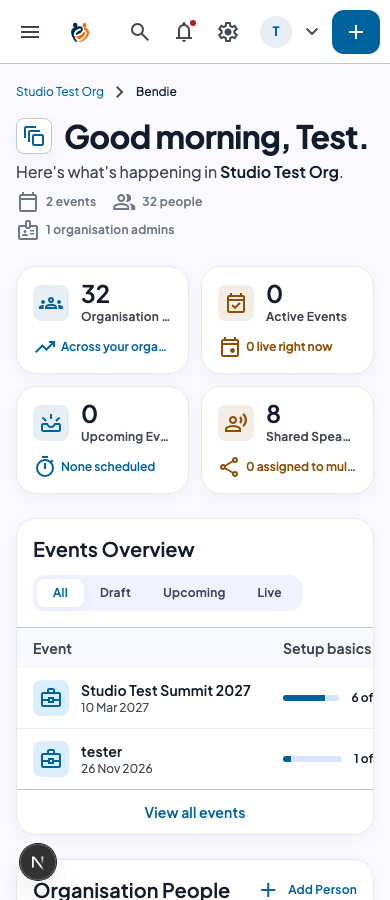 T
Studio Test Org > Bendie
Good morning, Test.
Here's what's happening in Studio Test Org.
2 events 32 people
1 organisation admins
32
Organisation ...
Across your orga...
0
Active Events
0 live right now
0
Upcoming Ev...
None scheduled
8
Shared Spea...
0 assigned to mul...
Events Overview
All Draft Upcoming Live
Event Setup basics
Studio Test Summit 2027
10 Mar 2027
6 of
tester
26 Nov 2026
1 of
View all events
N
Organisation People
Add Person